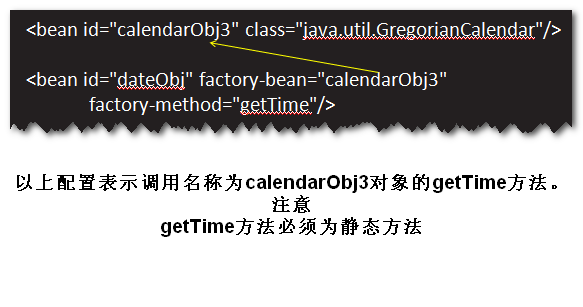 <bean id="calendarObj3" class="java.util.GregorianCalendar"/>
<bean id="dateObj" factory-bean="calendarObj3"
factory-method="getTime"/>
以上配置表示调用名称为calendarObj3对象的getTime方法。
注意
getTime方法必须为静态方法